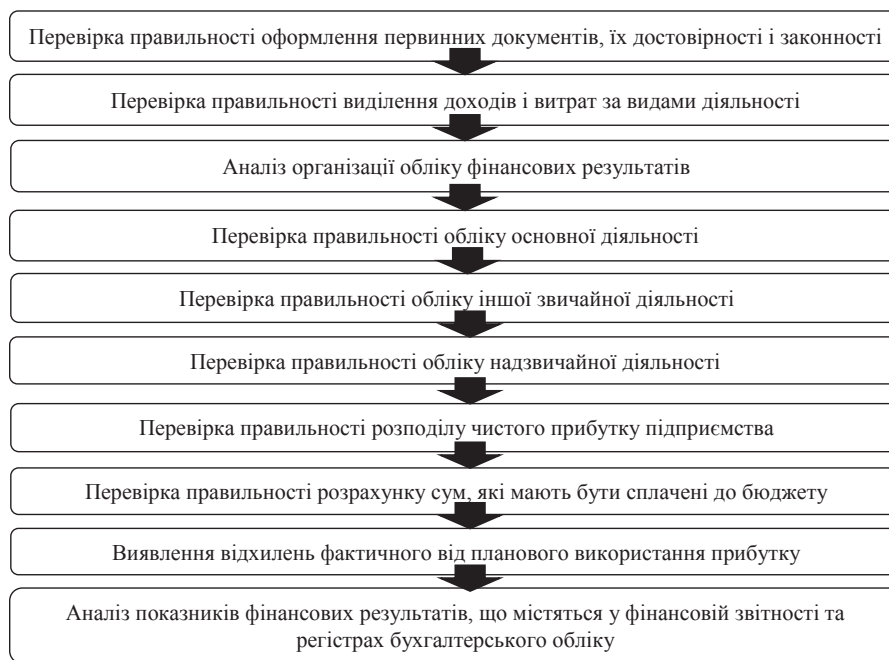 Перевірка правильності оформлення первинних документів, їх достовірності і законності
Перевірка правильності виділення доходів і витрат за видами діяльності
Аналіз організації обліку фінансових результатів
Перевірка правильності обліку основної діяльності
Перевірка правильності обліку іншої звичайної діяльності
Перевірка правильності обліку надзвичайної діяльності
Перевірка правильності розподілу чистого прибутку підприємства
Перевірка правильності розрахунку сум, які мають бути сплачені до бюджету
Виявлення відхилень фактичного від планового використання прибутку
Аналіз показників фінансових результатів, що містяться у фінансовій звітності та
регістрах бухгалтерського обліку